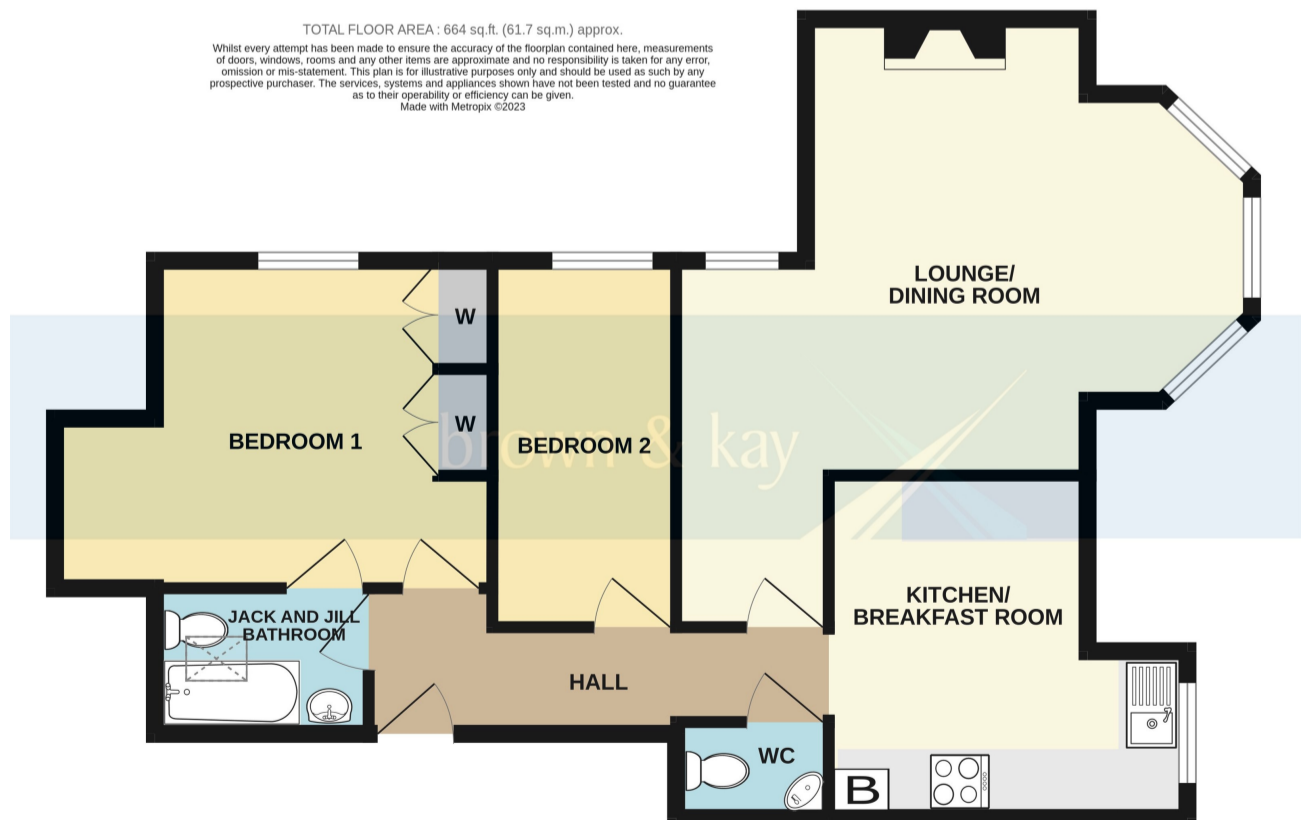 TOTAL FLOOR AREA : 664 sq.ft. (61.7 sq.m.) approx.
Whilst every attempt has been made to ensure the accuracy of the floorplan contained here, measurements
of doors, windows, rooms and any other items are approximate and no responsibility is taken for any error,
omission or mis-statement. This plan is for illustrative purposes only and should be used as such by any
prospective purchaser. The services, systems and appliances shown have not been tested and no guarantee
as to their operability or efficiency can be given.
Made with Metropix ©2023
LOUNGE/
DINING ROOM
W
W
BEDROOM 1
BEDROOM 2
brown & kay
KITCHEN/
BREAKFAST ROOM
JACK AND JILL
BATHROOM
HALL
WC
B